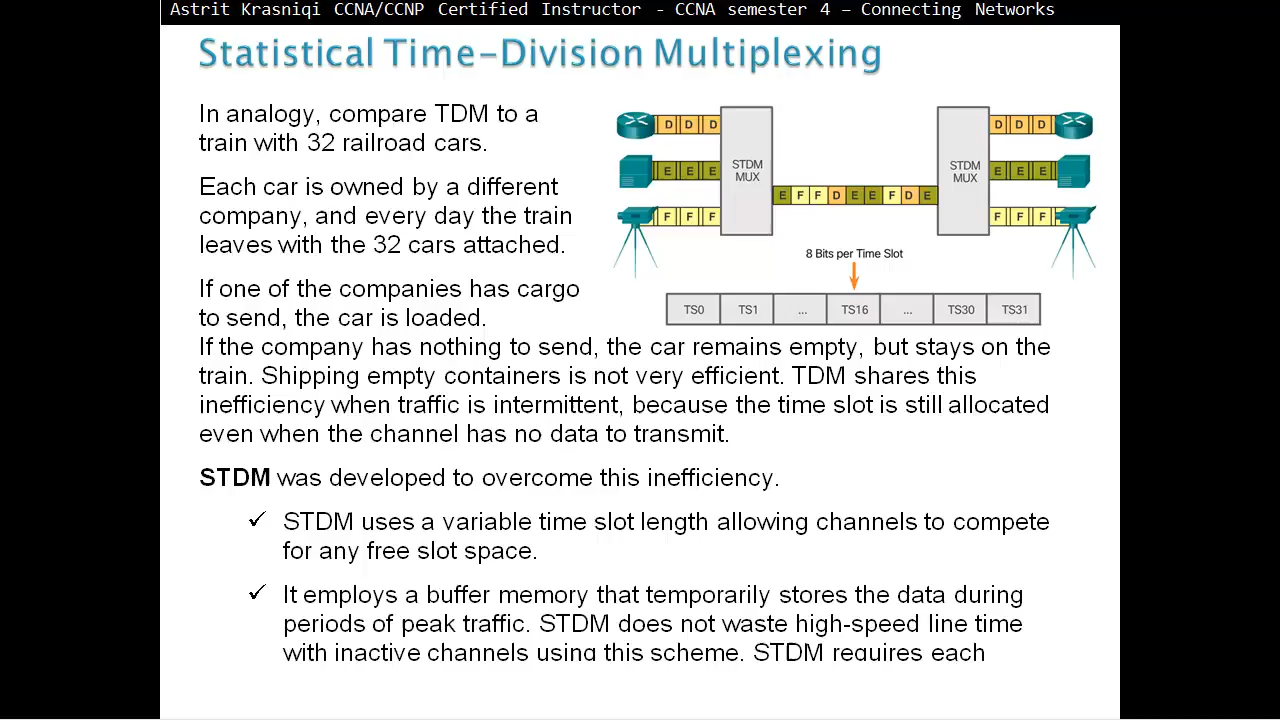 Astrit Krasniqi CCNA/CCNP Certified Instructor - CCNA semester 4 – Connecting Networks
Statistical Time-Division Multiplexing
In analogy, compare TDM to a
train with 32 railroad cars.
Each car is owned by a different
company, and every day the train
leaves with the 32 cars attached.
If one of the companies has cargo
to send, the car is loaded.
If the company has nothing to send, the car remains empty, but stays on the
train. Shipping empty containers is not very efficient. TDM shares this
inefficiency when traffic is intermittent, because the time slot is still allocated
even when the channel has no data to transmit.
STDM was developed to overcome this inefficiency.
✓ STDM uses a variable time slot length allowing channels to compete
for any free slot space.
✓ It employs a buffer memory that temporarily stores the data during
periods of peak traffic. STDM does not waste high-speed line time
with inactive channels using this scheme. STDM requires each
D D D
E E E
F F F
STDM
MUX
E F F D E E F D E
STDM
MUX
D D D
E E E
F F F
8 Bits per Time Slot
TS0 TS1 ... TS16 ... TS30 TS31